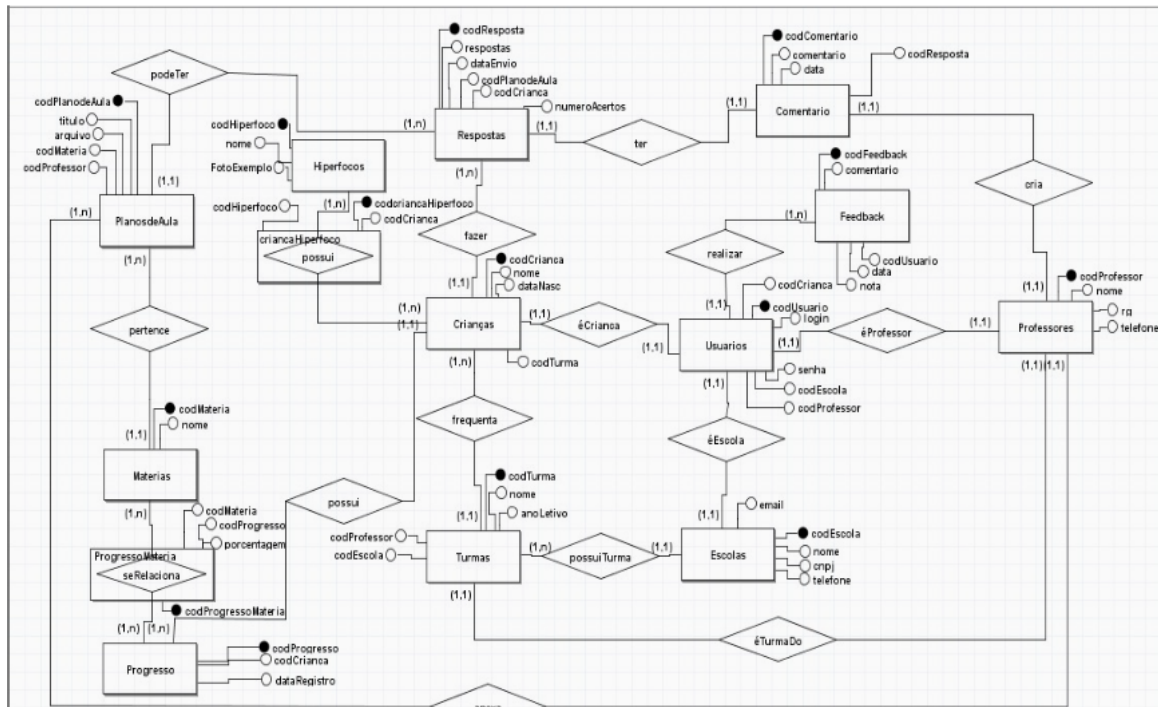 codResposta
respostas
dataEnvio
codPlanodeAula
codCrianca
numeroAcertos
(1,n)
Respostas
(1,1)
codComentario
comentario
data
codResposta
(1,1)
Comentario
(1,1)
podeTer
codPlanodeAula
titulo
arquivo
codMateria
codProfessor
(1,1)
(1,n)
PlanosdeAula
(1,n)
codHiperfoco
nome
FotoExemplo
Hiperfocos
(1,n)
codHiperfoco
codcriancaHiperfoco
codCrianca
criancaHiperfoco
possui
(1,n)
fazer
(1,1)
ter
cria
codFeedback
comentario
(1,n)
Feedback
codUsuario
data
nota
realizar
(1,1)
codCrianca
nome
dataNasc
(1,n)
(1,1)
Crianças
(1,1)
(1,n)
codTurma
éCrianca
(1,1)
codCrianca
codUsuario
login
Usuarios
(1,1)
(1,1)
senha
codEscola
codProfessor
éProfessor
(1,1)
(1,1)
codProfessor
nome
rg
telefone
Professores
(1,1)
(1,1)
pertence
(1,1)
codMateria
nome
Materias
(1,n)
codMateria
codProgresso
porcentagem
ProgressoMateria
seRelaciona
codProgressoMateria
(1,n)
(1,n)
Progresso
codProgresso
codCrianca
dataRegistro
possui
frequenta
codTurma
nome
anoLetivo
(1,1)
codProfessor
codEscola
Turmas
(1,n)
(1,1)
possuiTurma
(1,1)
éEscola
(1,1)
email
Escolas
codEscola
nome
cnpj
telefone
éTurmaDo